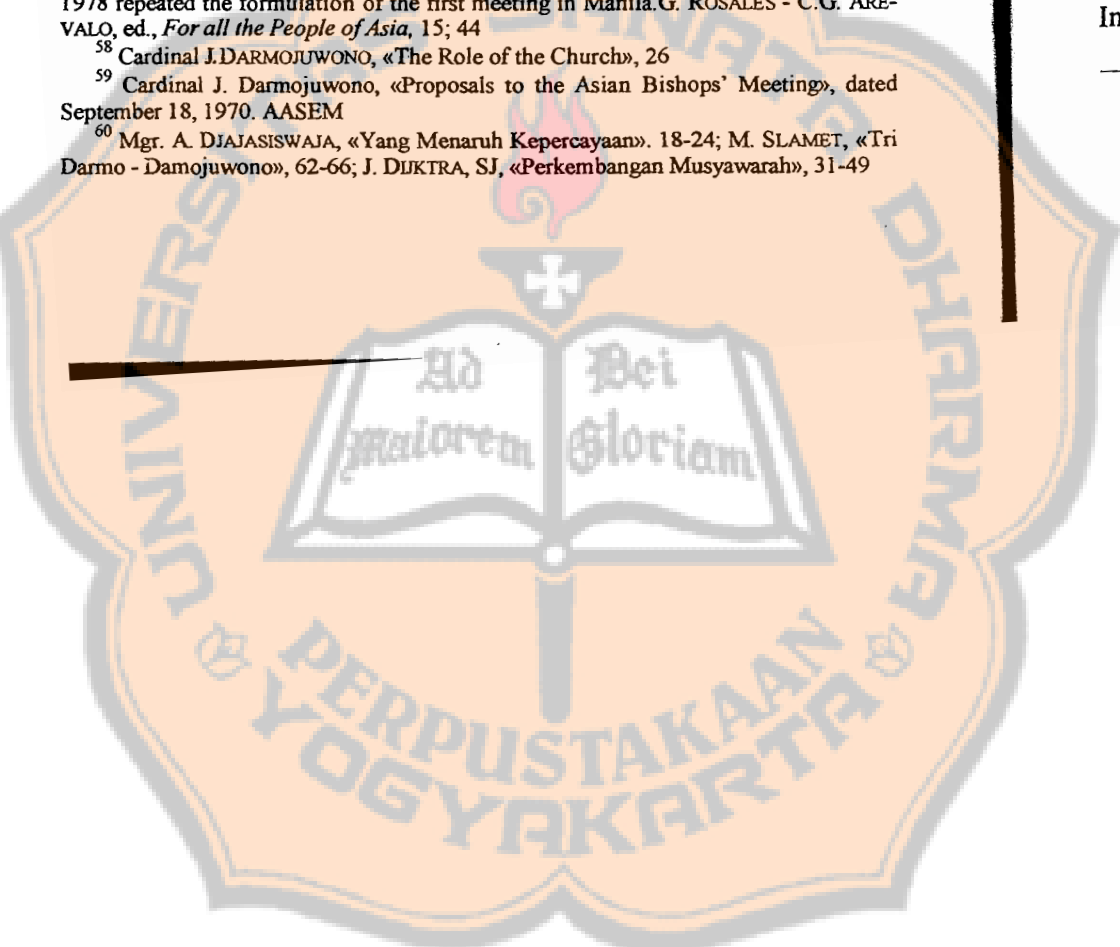 1978 repeated the formulation of the first meeting in Manila.G. ROSALES - C.G. ARE-
VALO, ed., For all the People of Asia, 15; 44
58 Cardinal J.DARMOJUWONO, «The Role of the Church», 26
59 Cardinal J. Darmojuwono, «Proposals to the Asian Bishops' Meeting», dated
September 18, 1970. AASEM
60 Mgr. A. DJAJASISWAJA, «Yang Menaruh Kepercayaan». 18-24; M. SLAMET, «Tri
Darmo - Damojuwono», 62-66; J. DIJKTRA, SJ, «Perkembangan Musyawarah», 31-49
In
UNIVERSITAS SANATA DHARMA
Ad Dei
maiorem Gloriam
PERPUSTAKAAN
YOGYAKARTA